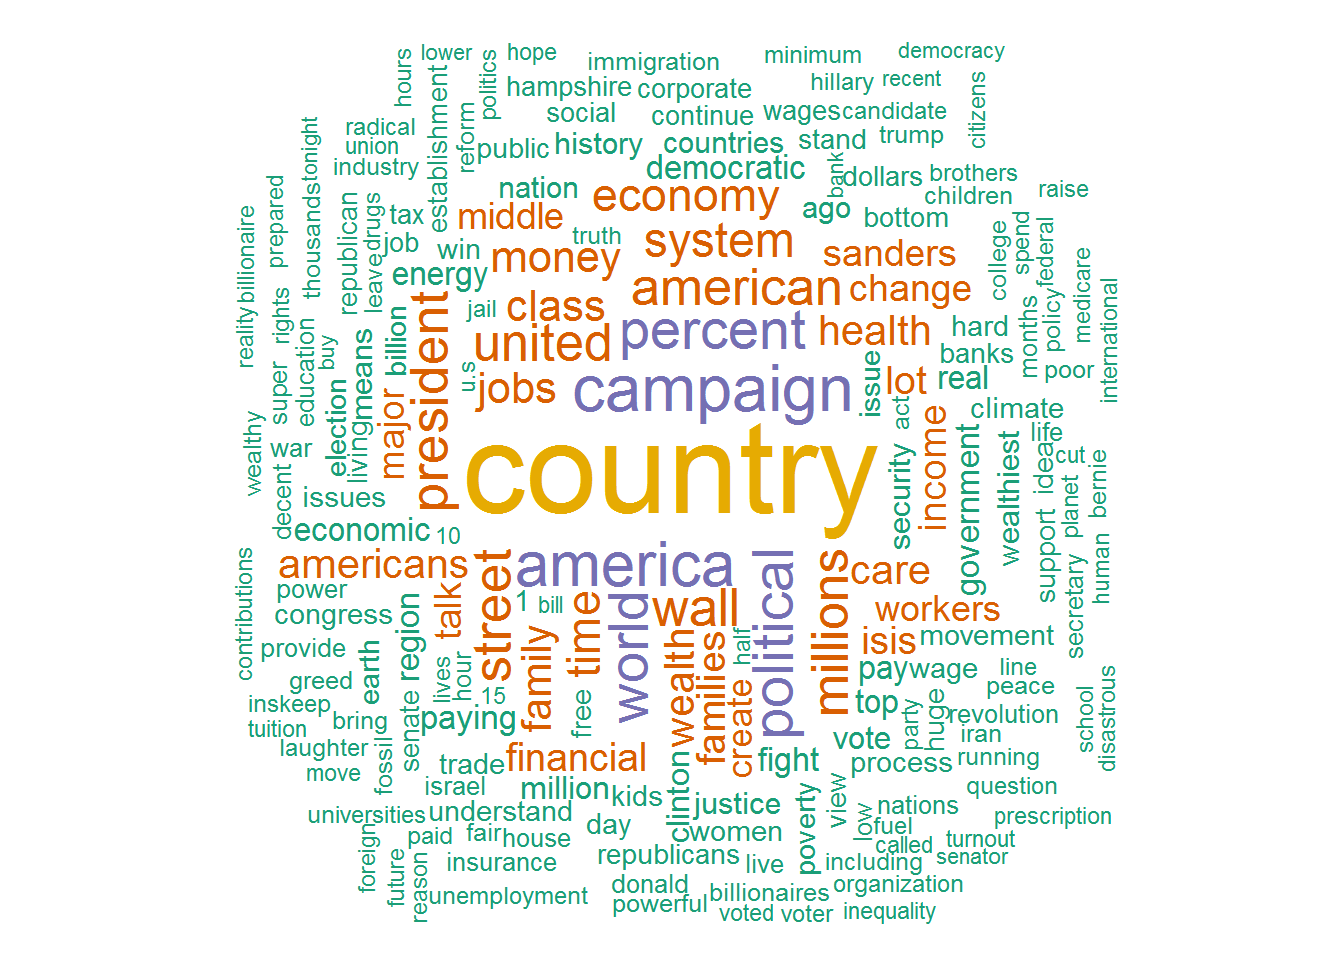 lower
hope
immigration
minimum
democracy
hours
politics
hampshire
corporate
hillary
recent
establishment
social
continue
wages
candidate
citizens
radical
union
industry
reform
public
history
countries
stand
trump
tonight
thousands
democratic
bank
dollars
brothers
children
raise
nation
economy
ago
bottom
prepared
republican
drugs
tax
middle
truth
system
sanders
college
spend
federal
job
win
money
billionaire
reality
leave
energy
american
change
medicare
rights
jail
class
percent
health
hard
months
policy
international
super
education
buy
means
billion
president
u.s
united
banks
poor
jobs
campaign
issue
lot
real
wealthy
war
election
living
major
country
act
income
climate
life
decent
issues
security
government
wealthiest
idea
cut
planet
bernie
economic
10
support
americans
street
america
political
millions
care
human
secretary
contributions
power
congress
region
talk
1
bill
time
world
wall
workers
isis
movement
provide
earth
family
wealth
families
half
pay
wage
line
greed
lives
hour
15
peace
inskeep
tuition
bring
senate
paying
free
create
top
party
huge
revolution
school
disastrous
laughter
fossil
financial
fight
vote
iran
move
trade
process
running
israel
million
kids
clinton
justice
poverty
view
question
universities
understand
day
women
low
nations
prescription
foreign
paid
fair
house
fuel
called
turnout
future
reason
insurance
republicans
live
including
senator
unemployment
donald
billionaires
organization
powerful
voted
voter
inequality